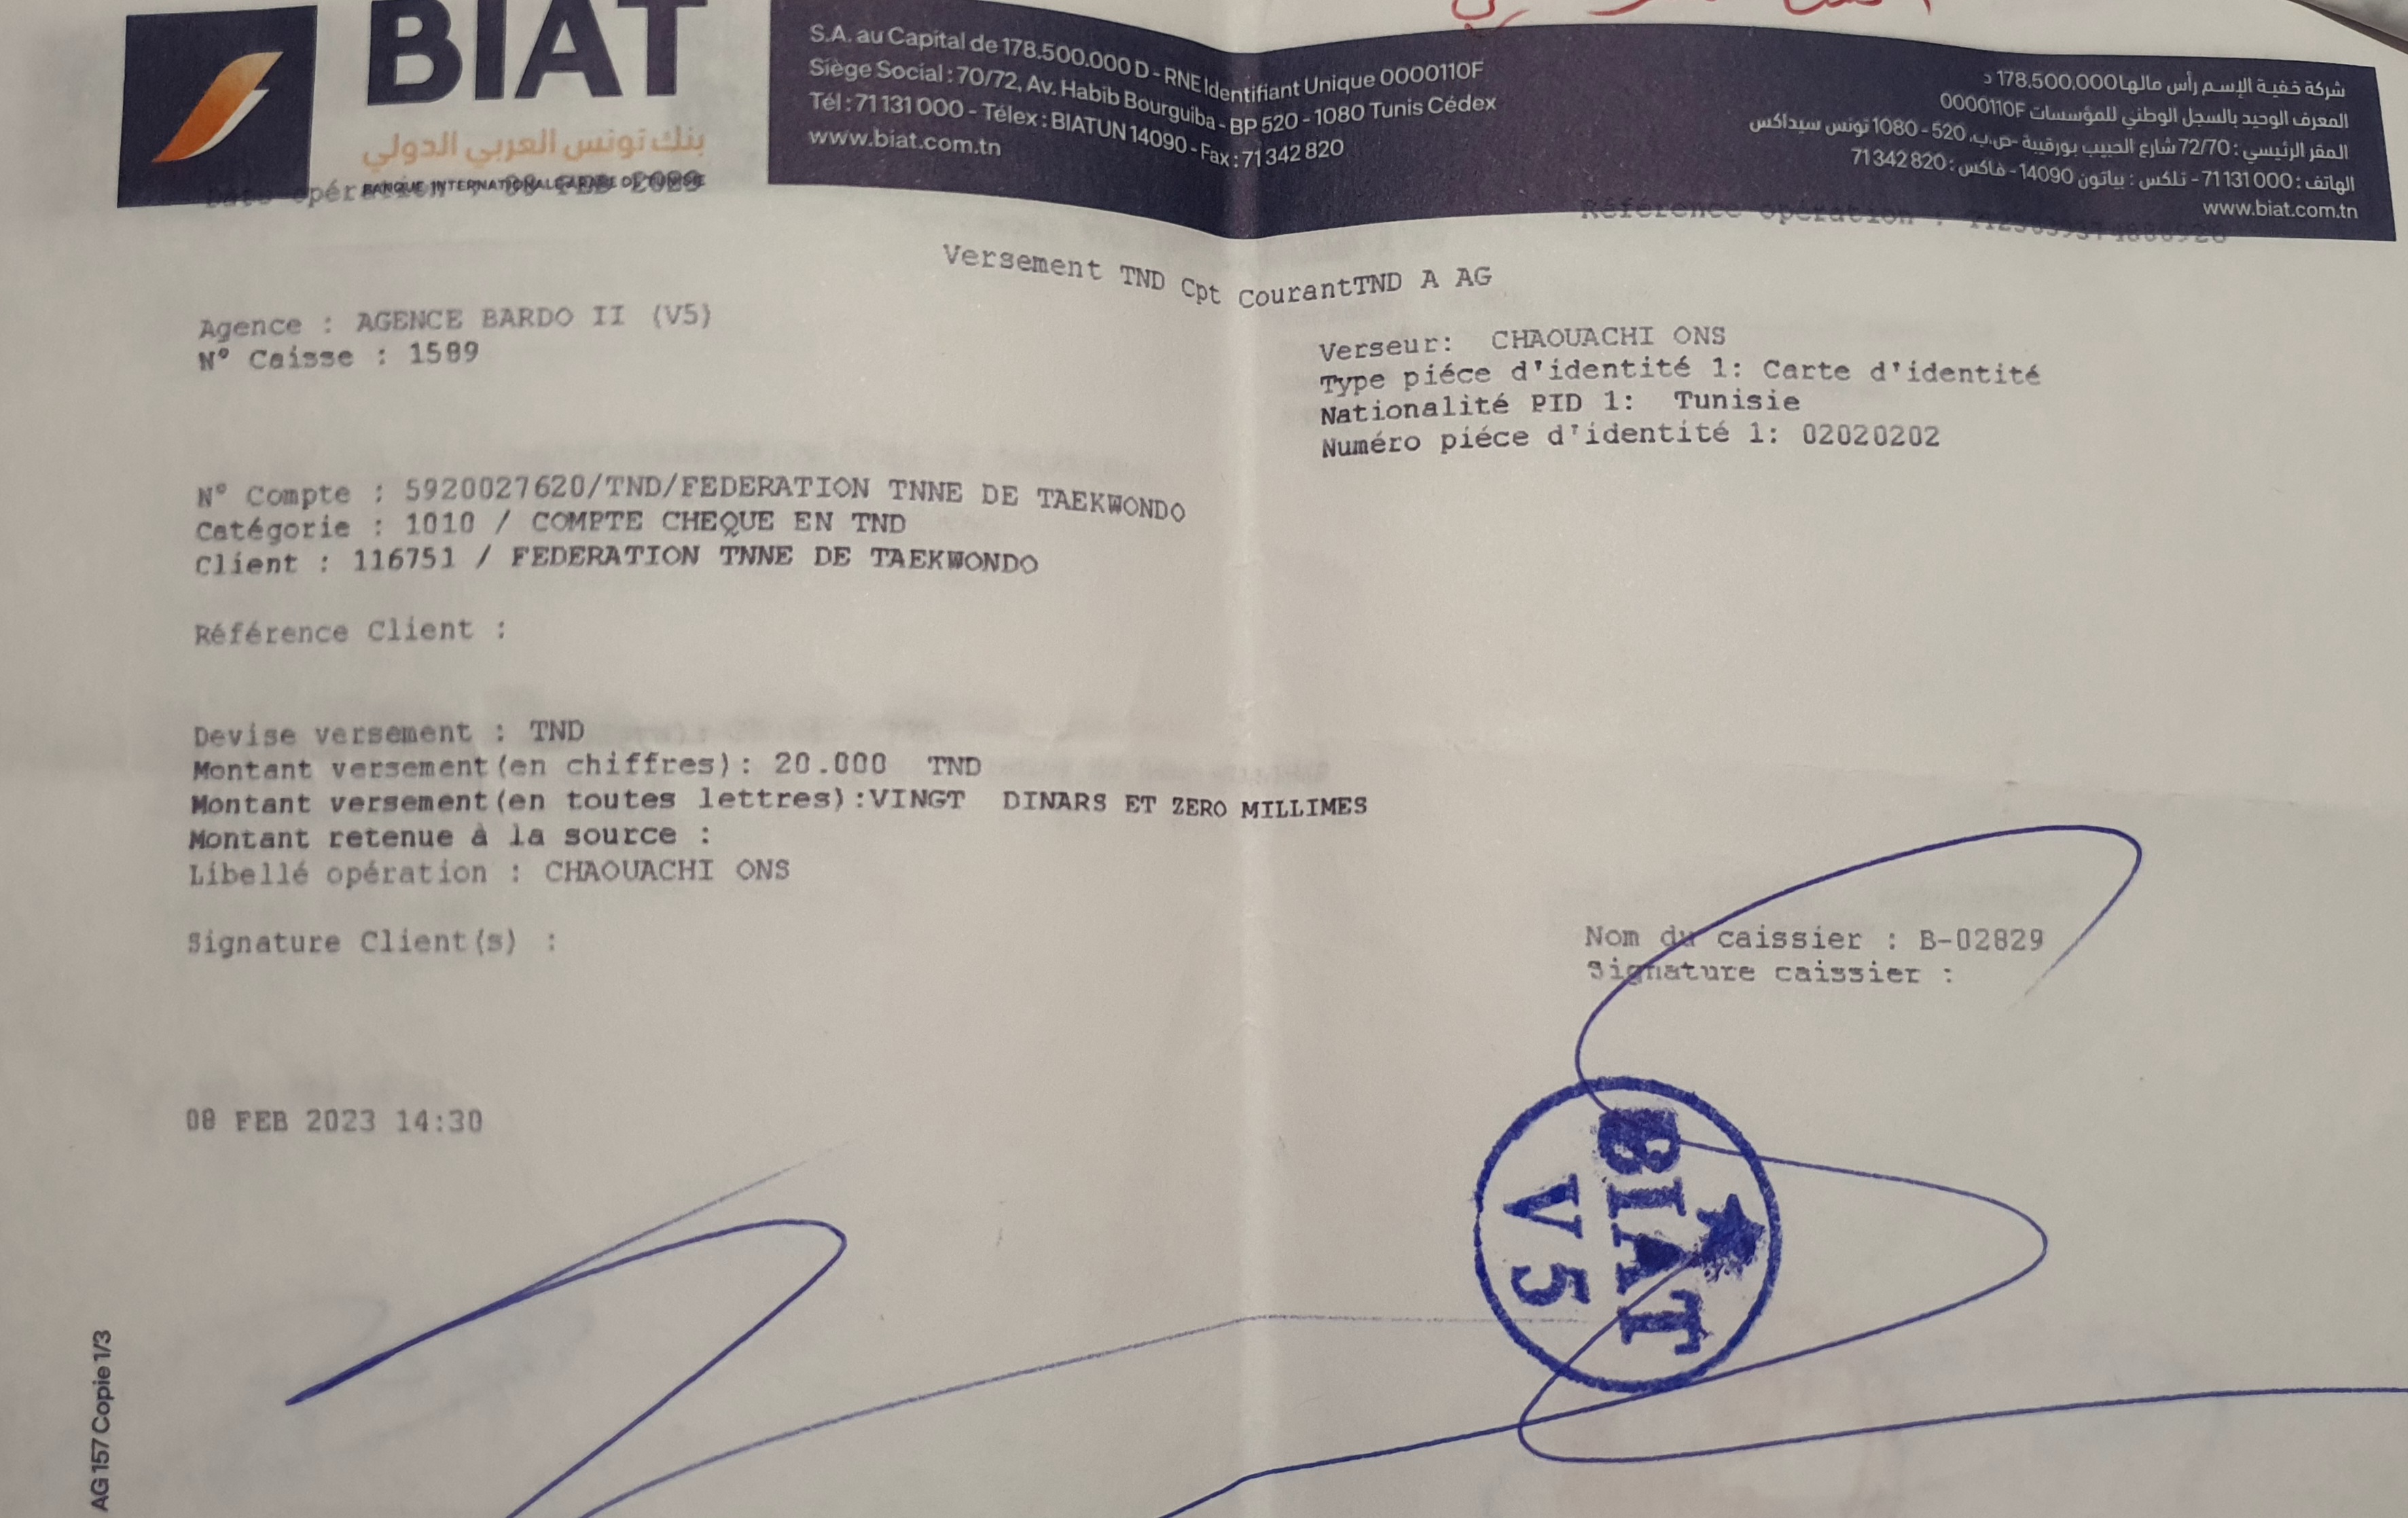 BIAT
بنك تونس العربي الدولي
BANQUE INTERNATIONALE ARABE DE TUNISIE
S.A. au Capital de 178.500.000 D - RNE Identifiant Unique 0000110F
Siège Social : 70/72, Av. Habib Bourguiba - BP 520 - 1080 Tunis Cédex
Tél : 71 131 000 - Télex : BIATUN 14090 - Fax : 71 342 820
www.biat.com.tn
شركة خفية الإسم رأس مالها 178.500,000 د
المعرف الوحيد بالسجل الوطني للمؤسسات 0000110F
المقر الرئيسي : 72/70 شارع الحبيب بورقيبة -ص.ب. 520 - 1080 تونس سيداكس
الهاتف : 71 131 000 - تلكس : بياتون 14090 - فاكس : 71 342 820
www.biat.com.tn
Date opération : 08 FEB 2023
Référence opération :
Versement TND Cpt CourantTND A AG
Agence : AGENCE BARDO II (V5)
N° Caisse : 1589
Verseur: CHAOUACHI ONS
Type piéce d'identité 1: Carte d'identité
Nationalité PID 1: Tunisie
Numéro piéce d'identité 1: 02020202
N° Compte : 5920027620/TND/FEDERATION TNNE DE TAEKWONDO
Catégorie : 1010 / COMPTE CHEQUE EN TND
Client : 116751 / FEDERATION TNNE DE TAEKWONDO
Référence Client :
Devise versement : TND
Montant versement(en chiffres): 20.000 TND
Montant versement(en toutes lettres):VINGT DINARS ET ZERO MILLIMES
Montant retenue à la source :
Libellé opération : CHAOUACHI ONS
Signature Client(s) :
Nom du caissier : B-02829
Signature caissier :
08 FEB 2023 14:30
BIAT
V5
AG 157 Copie 1/3